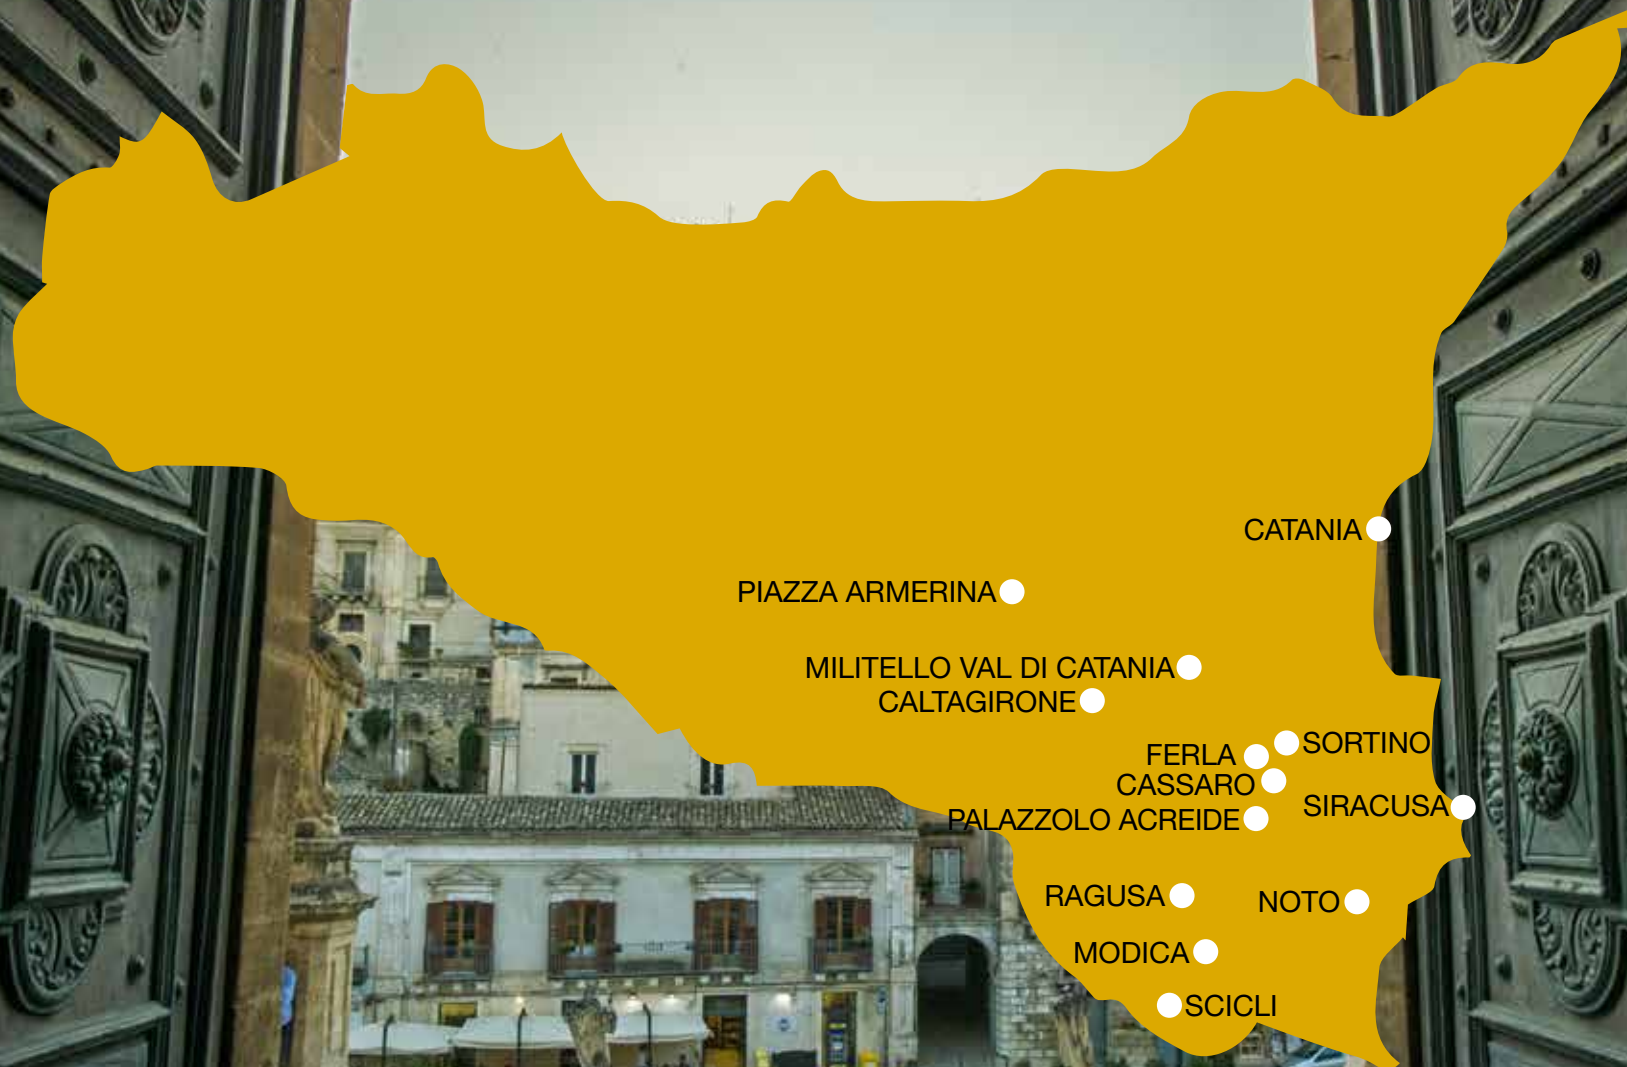 CATANIA
PIAZZA ARMERINA
MILITELLO VAL DI CATANIA
CALTAGIRONE
SORTINO
FERLA
CASSARO
SIRACUSA
PALAZZOLO ACREIDE
RAGUSA
NOTO
MODICA
SCICLI